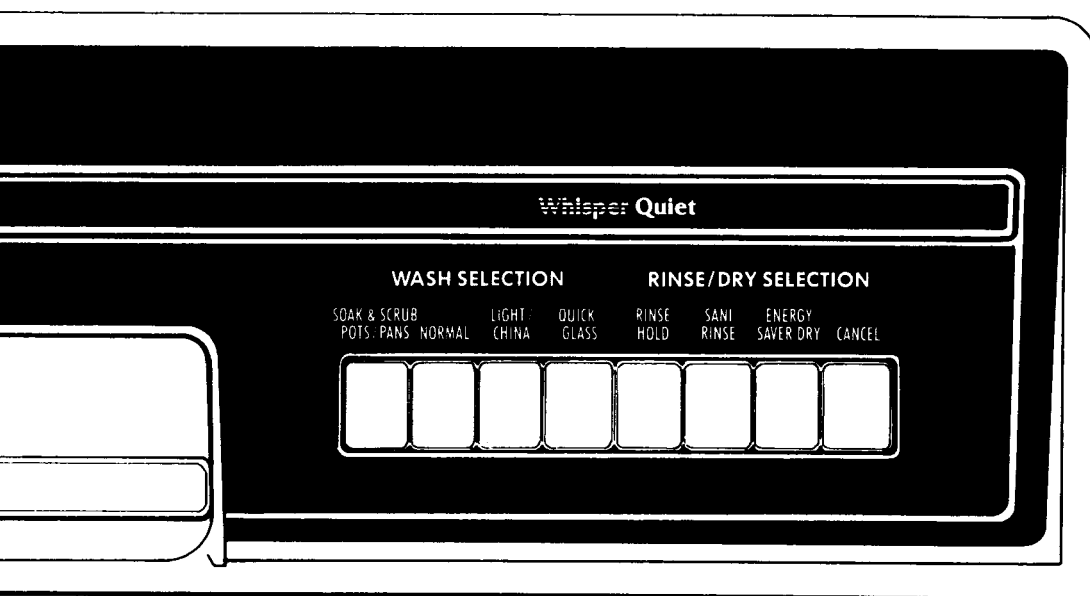 Whisper Quiet
WASH SELECTION
RINSE/DRY SELECTION
SOAK & SCRUB
POTS/PANS
NORMAL
LIGHT/
CHINA
QUICK
GLASS
RINSE
HOLD
SANI
RINSE
ENERGY
SAVER DRY
CANCEL